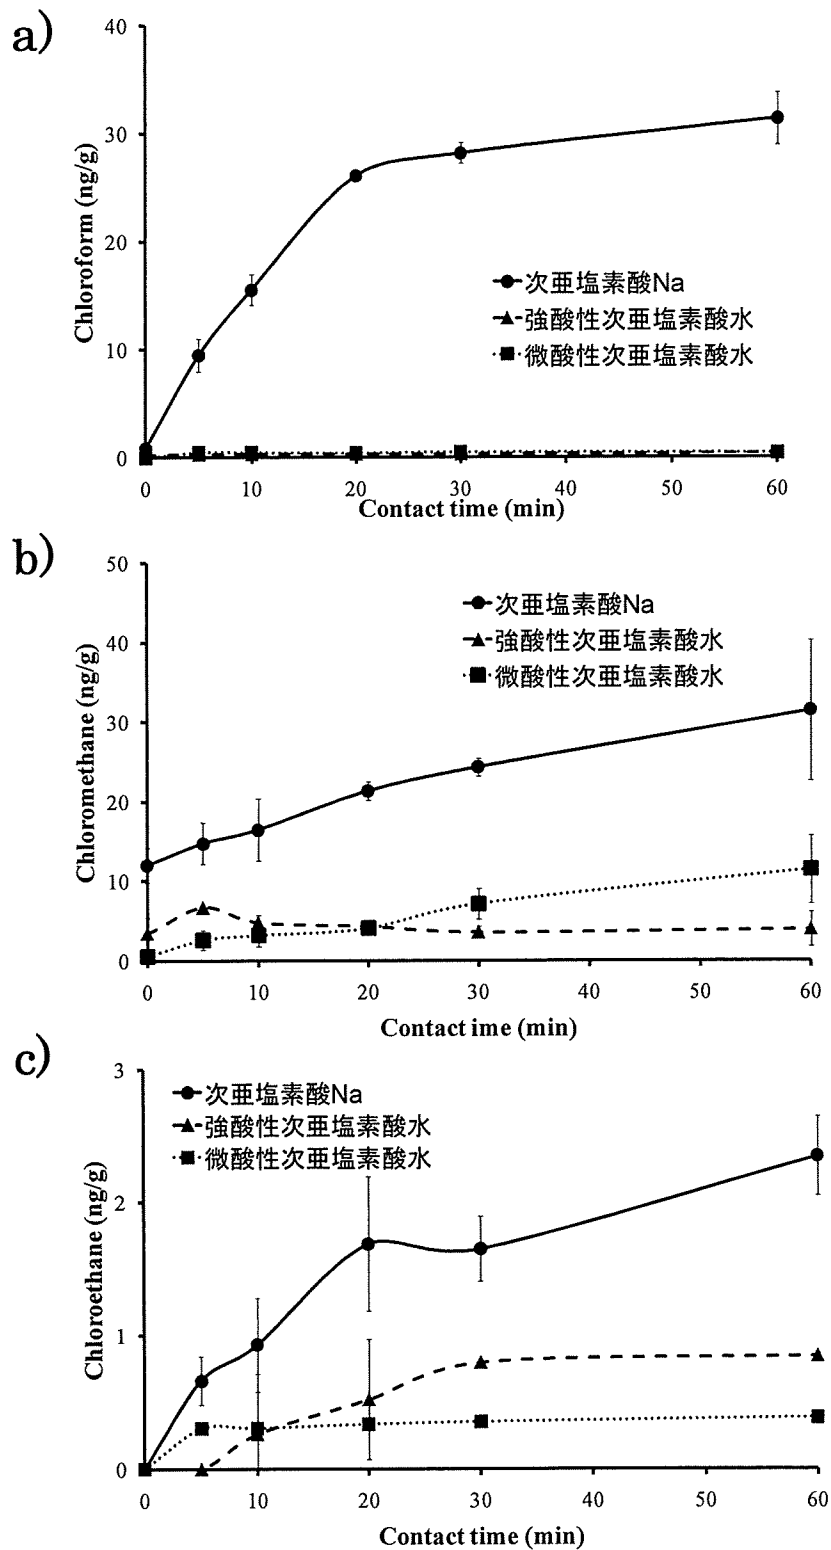 a)
40
30
20
10
0
Chloroform (ng/g)
次亜塩素酸Na
強酸性次亜塩素酸水
微酸性次亜塩素酸水
0 10 20 30 40 50 60
Contact time (min)
b)
50
40
30
20
10
0
Chloromethane (ng/g)
次亜塩素酸Na
強酸性次亜塩素酸水
微酸性次亜塩素酸水
0 10 20 30 40 50 60
Contact ime (min)
c)
3
2
1
0
Chloroethane (ng/g)
次亜塩素酸Na
強酸性次亜塩素酸水
微酸性次亜塩素酸水
0 10 20 30 40 50 60
Contact time (min)